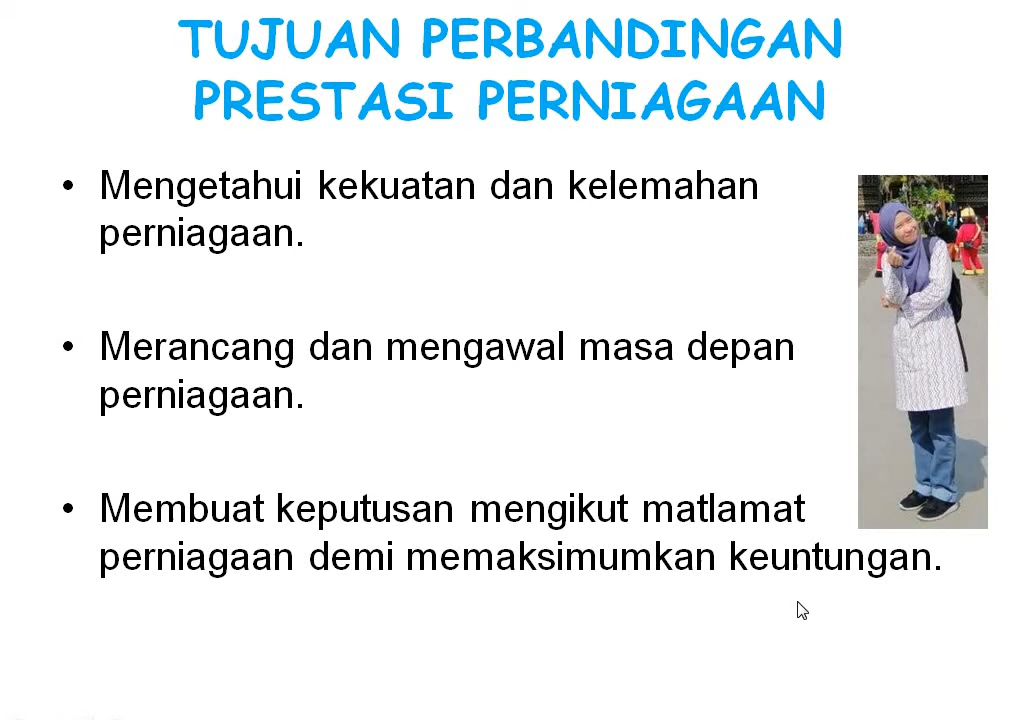 TUJUAN PERBANDINGAN
PRESTASI PERNIAGAAN
• Mengetahui kekuatan dan kelemahan
perniagaan.
• Merancang dan mengawal masa depan
perniagaan.
• Membuat keputusan mengikut matlamat
perniagaan demi memaksimumkan keuntungan.